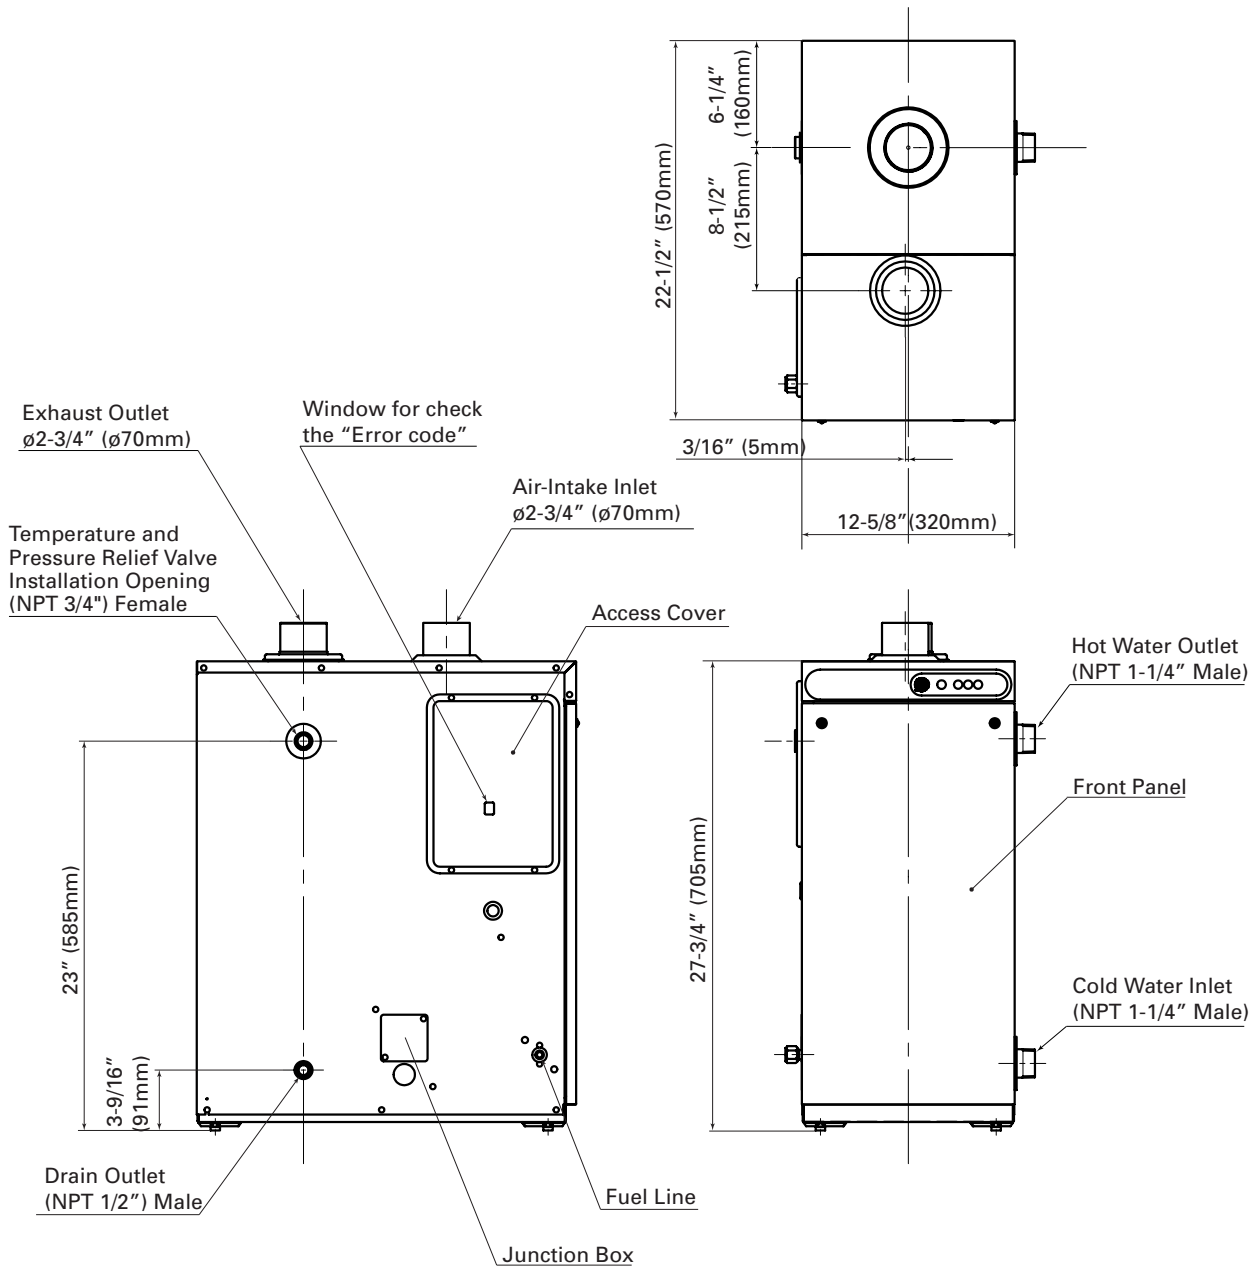 6-1/4″
(160mm)
8-1/2″
(215mm)
22-1/2″ (570mm)
3/16″ (5mm)
12-5/8″(320mm)
Exhaust Outlet
ø2-3/4″ (ø70mm)
Window for check
the “Error code”
Air-Intake Inlet
ø2-3/4″ (ø70mm)
Temperature and
Pressure Relief Valve
Installation Opening
(NPT 3/4") Female
Access Cover
Hot Water Outlet
(NPT 1-1/4″ Male)
Front Panel
23″ (585mm)
27-3/4″ (705mm)
3-9/16″
(91mm)
Cold Water Inlet
(NPT 1-1/4″ Male)
Drain Outlet
(NPT 1/2″) Male
Fuel Line
Junction Box